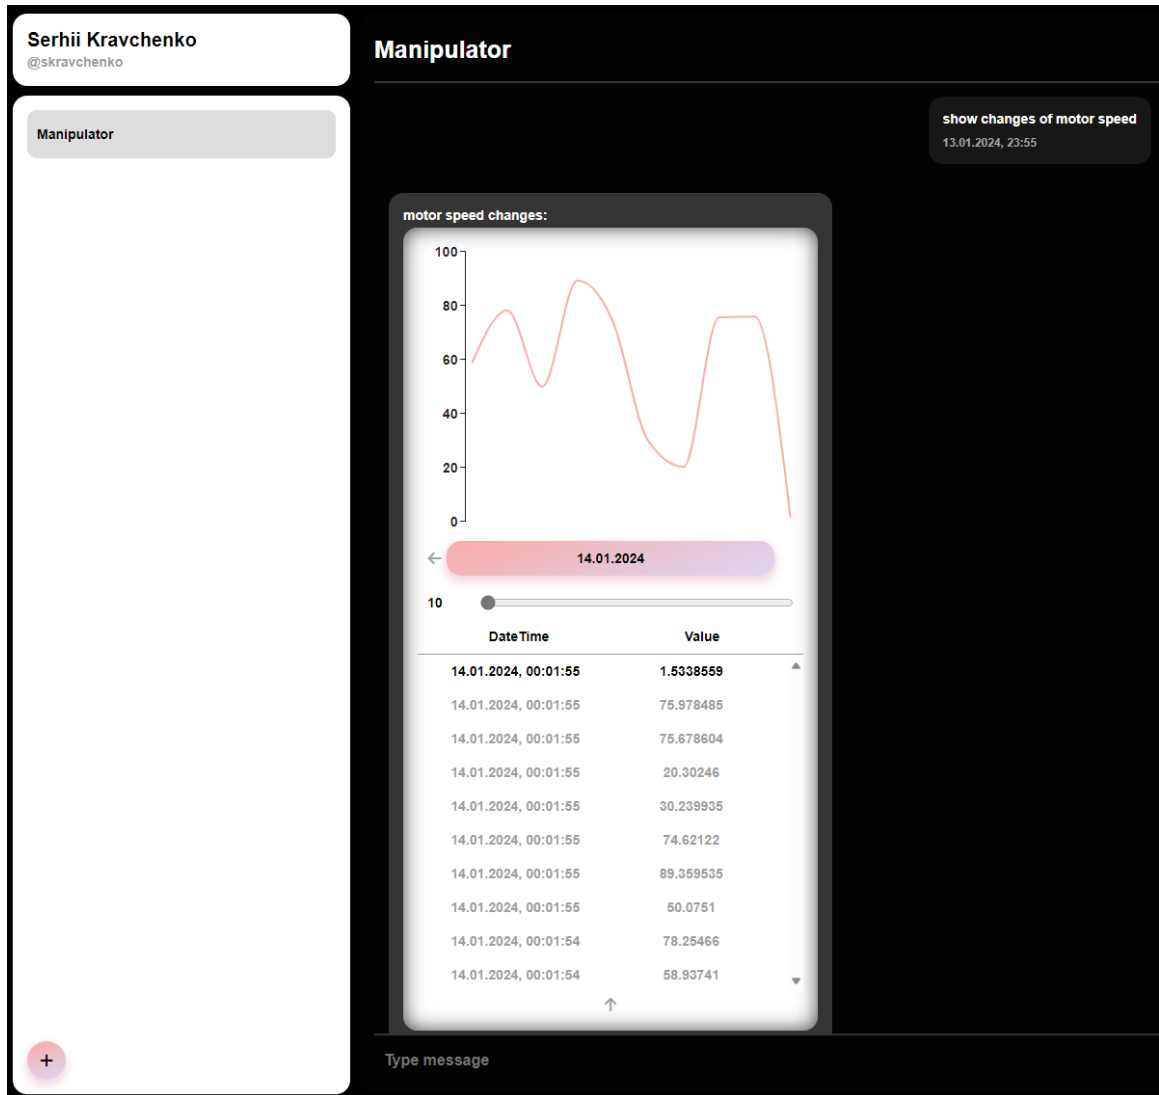 Serhii Kravchenko
@skravchenko
Manipulator
+
Manipulator
show changes of motor speed
13.01.2024, 23:55
motor speed changes:
100
80
60
40
20
0
14.01.2024
10
DateTime Value
14.01.2024, 00:01:55 1.5338559
14.01.2024, 00:01:55 75.978485
14.01.2024, 00:01:55 75.678604
14.01.2024, 00:01:55 20.30246
14.01.2024, 00:01:55 30.239935
14.01.2024, 00:01:55 74.62122
14.01.2024, 00:01:55 89.359535
14.01.2024, 00:01:55 50.0751
14.01.2024, 00:01:54 78.25466
14.01.2024, 00:01:54 58.93741
Type message